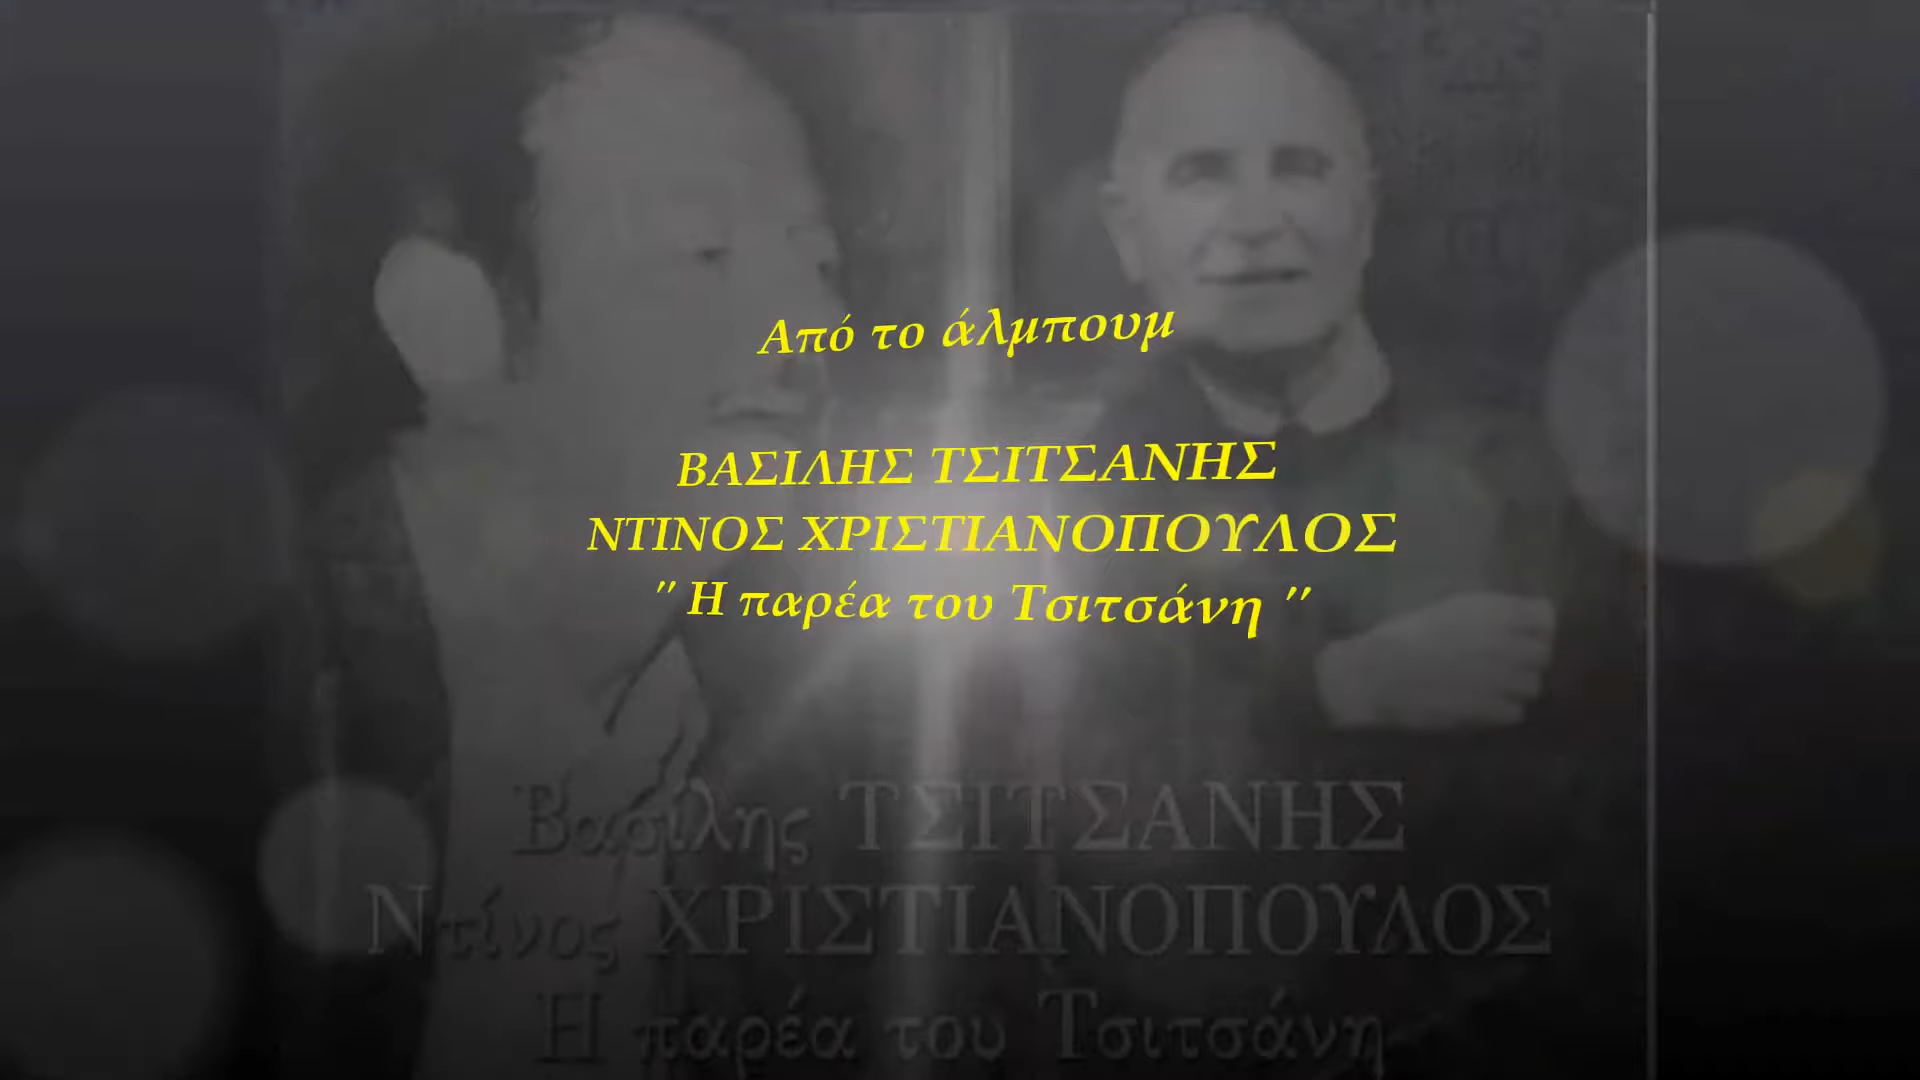 Από το άλμπουμ
ΒΑΣΙΛΗΣ ΤΣΙΤΣΑΝΗΣ
ΝΤΙΝΟΣ ΧΡΙΣΤΙΑΝΟΠΟΥΛΟΣ
" Η παρέα του Τσιτσάνη "
Βασίλης ΤΣΙΤΣΑΝΗΣ
Ντίνος ΧΡΙΣΤΙΑΝΟΠΟΥΛΟΣ
Η παρέα του Τσιτσάνη